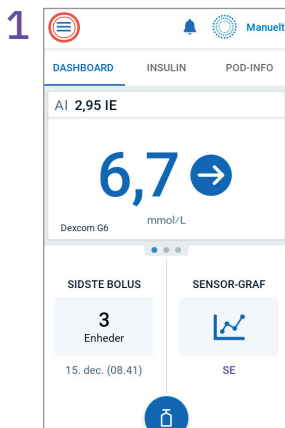 1
Manuelt
DASHBOARD INSULIN POD-INFO
AI 2,95 IE
6,7
mmol/L
Dexcom G6
SIDSTE BOLUS SENSOR-GRAF
3
Enheder
15. dec. (08.41) SE